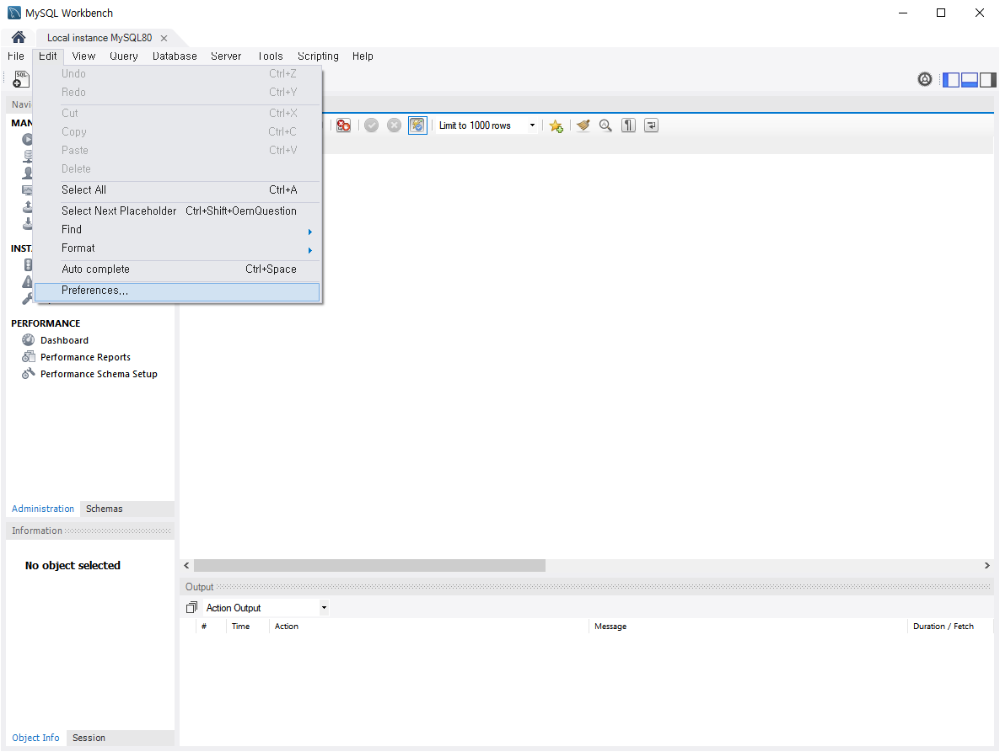 MySQL Workbench
Local instance MySQL80
File Edit View Query Database Server Tools Scripting Help
SQL
Undo Ctrl+Z
Redo Ctrl+Y
Cut Ctrl+X
Copy Ctrl+C
Paste Ctrl+V
Delete
Select All Ctrl+A
Select Next Placeholder Ctrl+Shift+OemQuestion
Find
Format
Auto complete Ctrl+Space
Preferences...
Navi
MAN
INST
Limit to 1000 rows
PERFORMANCE
Dashboard
Performance Reports
Performance Schema Setup
Administration Schemas
Information
No object selected
Object Info Session
Output
Action Output
# Time Action Message Duration / Fetch